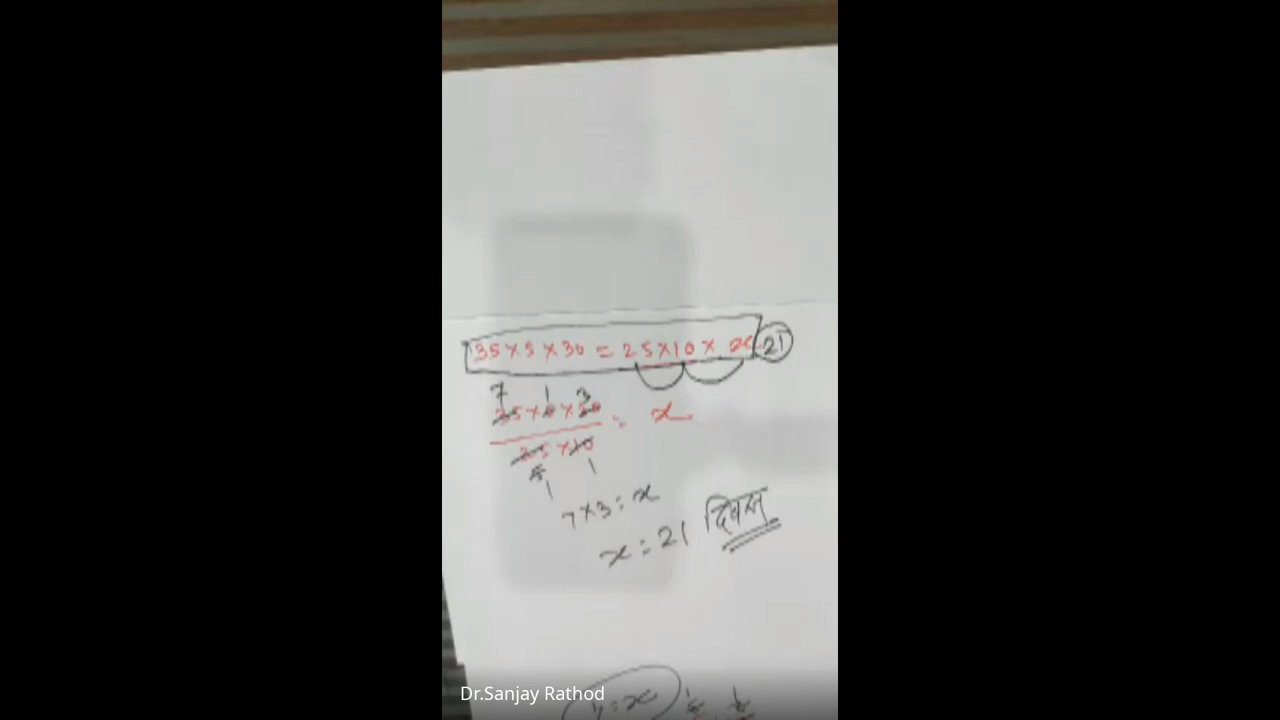 35×5×30 = 25×10× x 21
7 1 3
35×5×30 = x
25×10
5 1
1
7×3 = x
x = 21 दिवस
Dr.Sanjay Rathod